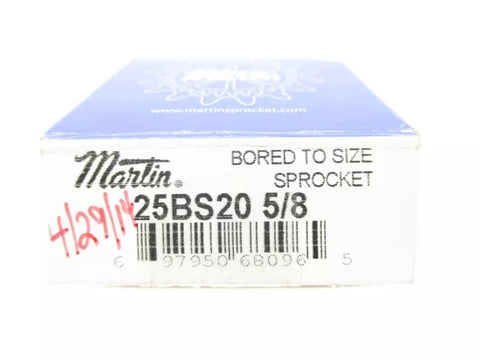 www.martinsprocket.com
Martin®
BORED TO SIZE
SPROCKET
25BS20 5/8
4/29/14
6 97950 68096 5